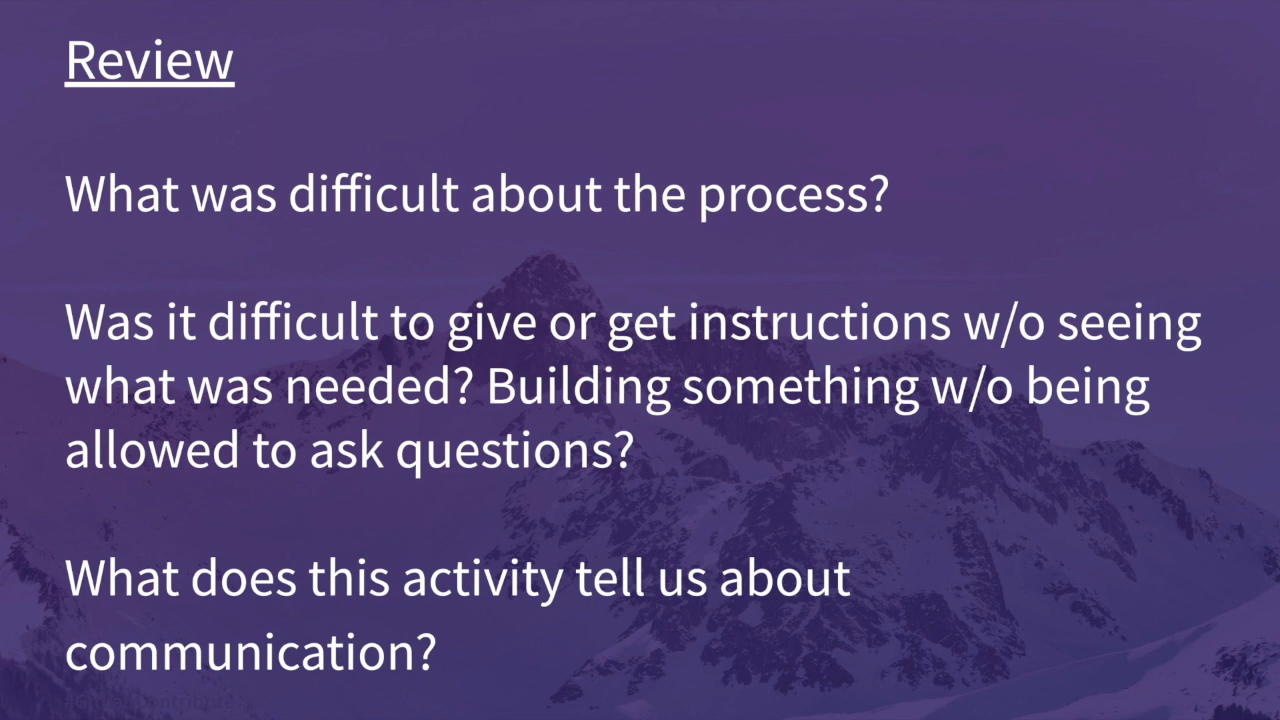 Review
What was difficult about the process?
Was it difficult to give or get instructions w/o seeing
what was needed? Building something w/o being
allowed to ask questions?
What does this activity tell us about
communication?